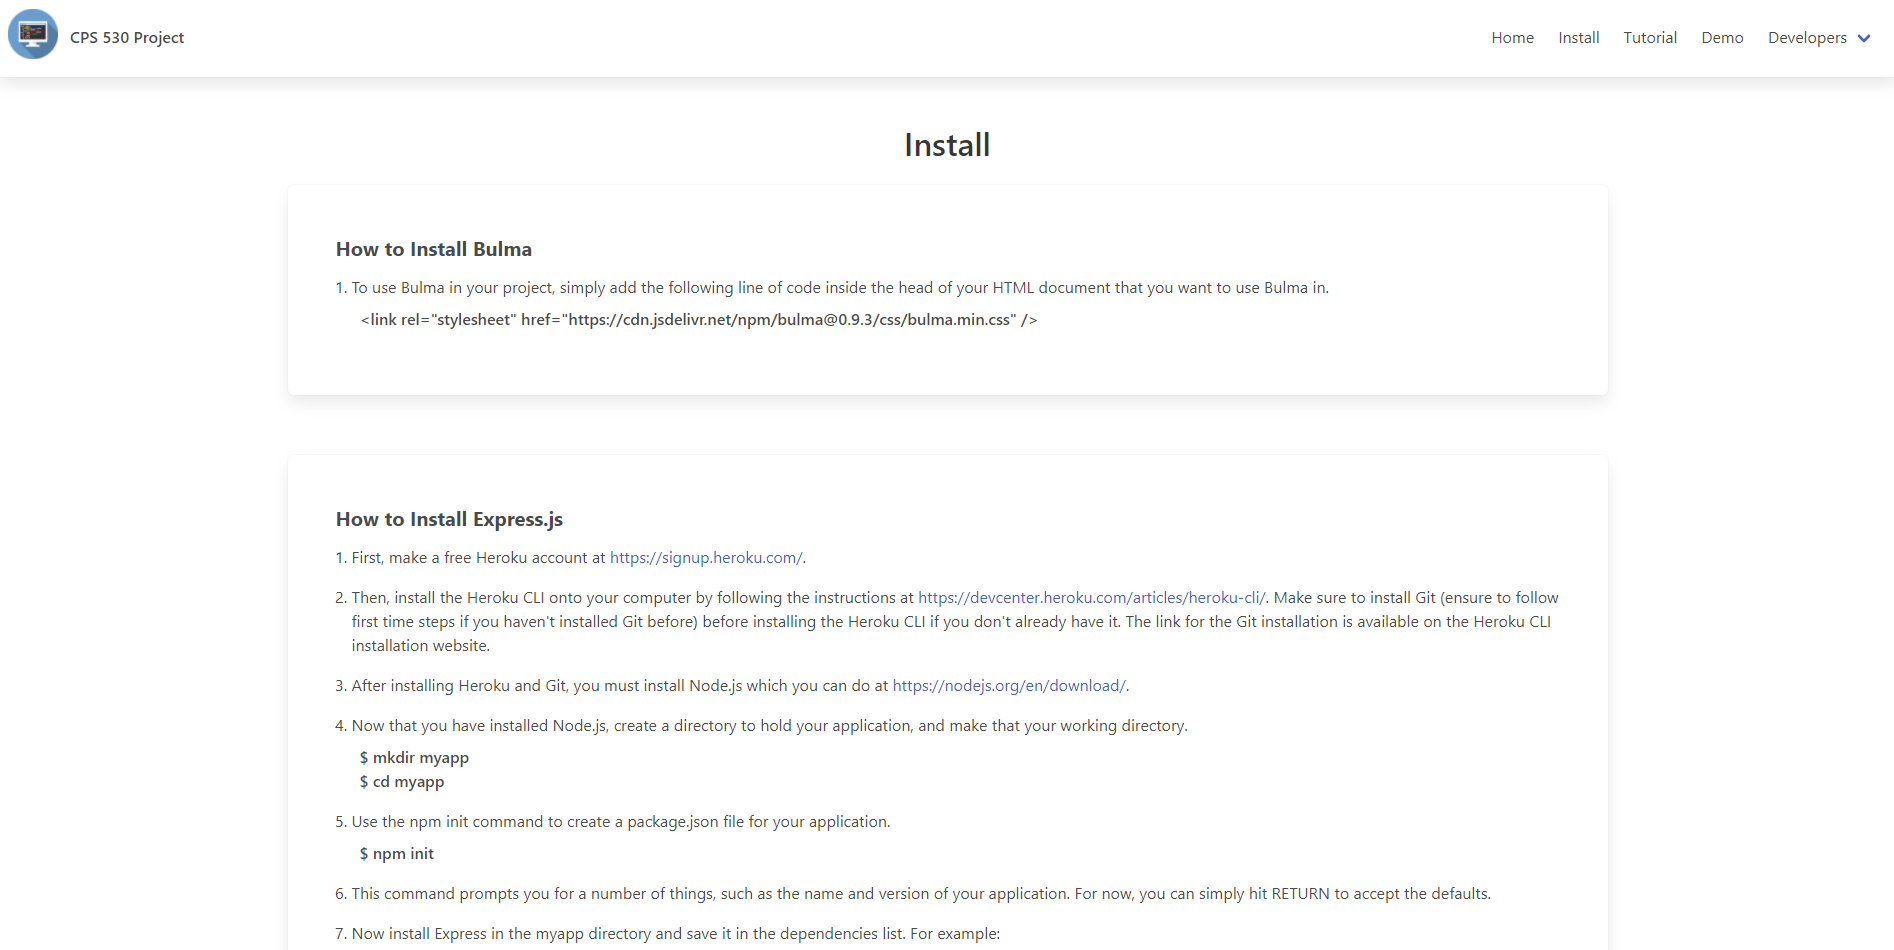 CPS 530 Project
Home
Install
Tutorial
Demo
Developers
Install
How to Install Bulma
1. To use Bulma in your project, simply add the following line of code inside the head of your HTML document that you want to use Bulma in.
<link rel="stylesheet" href="https://cdn.jsdelivr.net/npm/bulma@0.9.3/css/bulma.min.css" />
How to Install Express.js
1. First, make a free Heroku account at https://signup.heroku.com/.
2. Then, install the Heroku CLI onto your computer by following the instructions at https://devcenter.heroku.com/articles/heroku-cli/. Make sure to install Git (ensure to follow
first time steps if you haven't installed Git before) before installing the Heroku CLI if you don't already have it. The link for the Git installation is available on the Heroku CLI
installation website.
3. After installing Heroku and Git, you must install Node.js which you can do at https://nodejs.org/en/download/.
4. Now that you have installed Node.js, create a directory to hold your application, and make that your working directory.
$ mkdir myapp
$ cd myapp
5. Use the npm init command to create a package.json file for your application.
$ npm init
6. This command prompts you for a number of things, such as the name and version of your application. For now, you can simply hit RETURN to accept the defaults.
7. Now install Express in the myapp directory and save it in the dependencies list. For example: